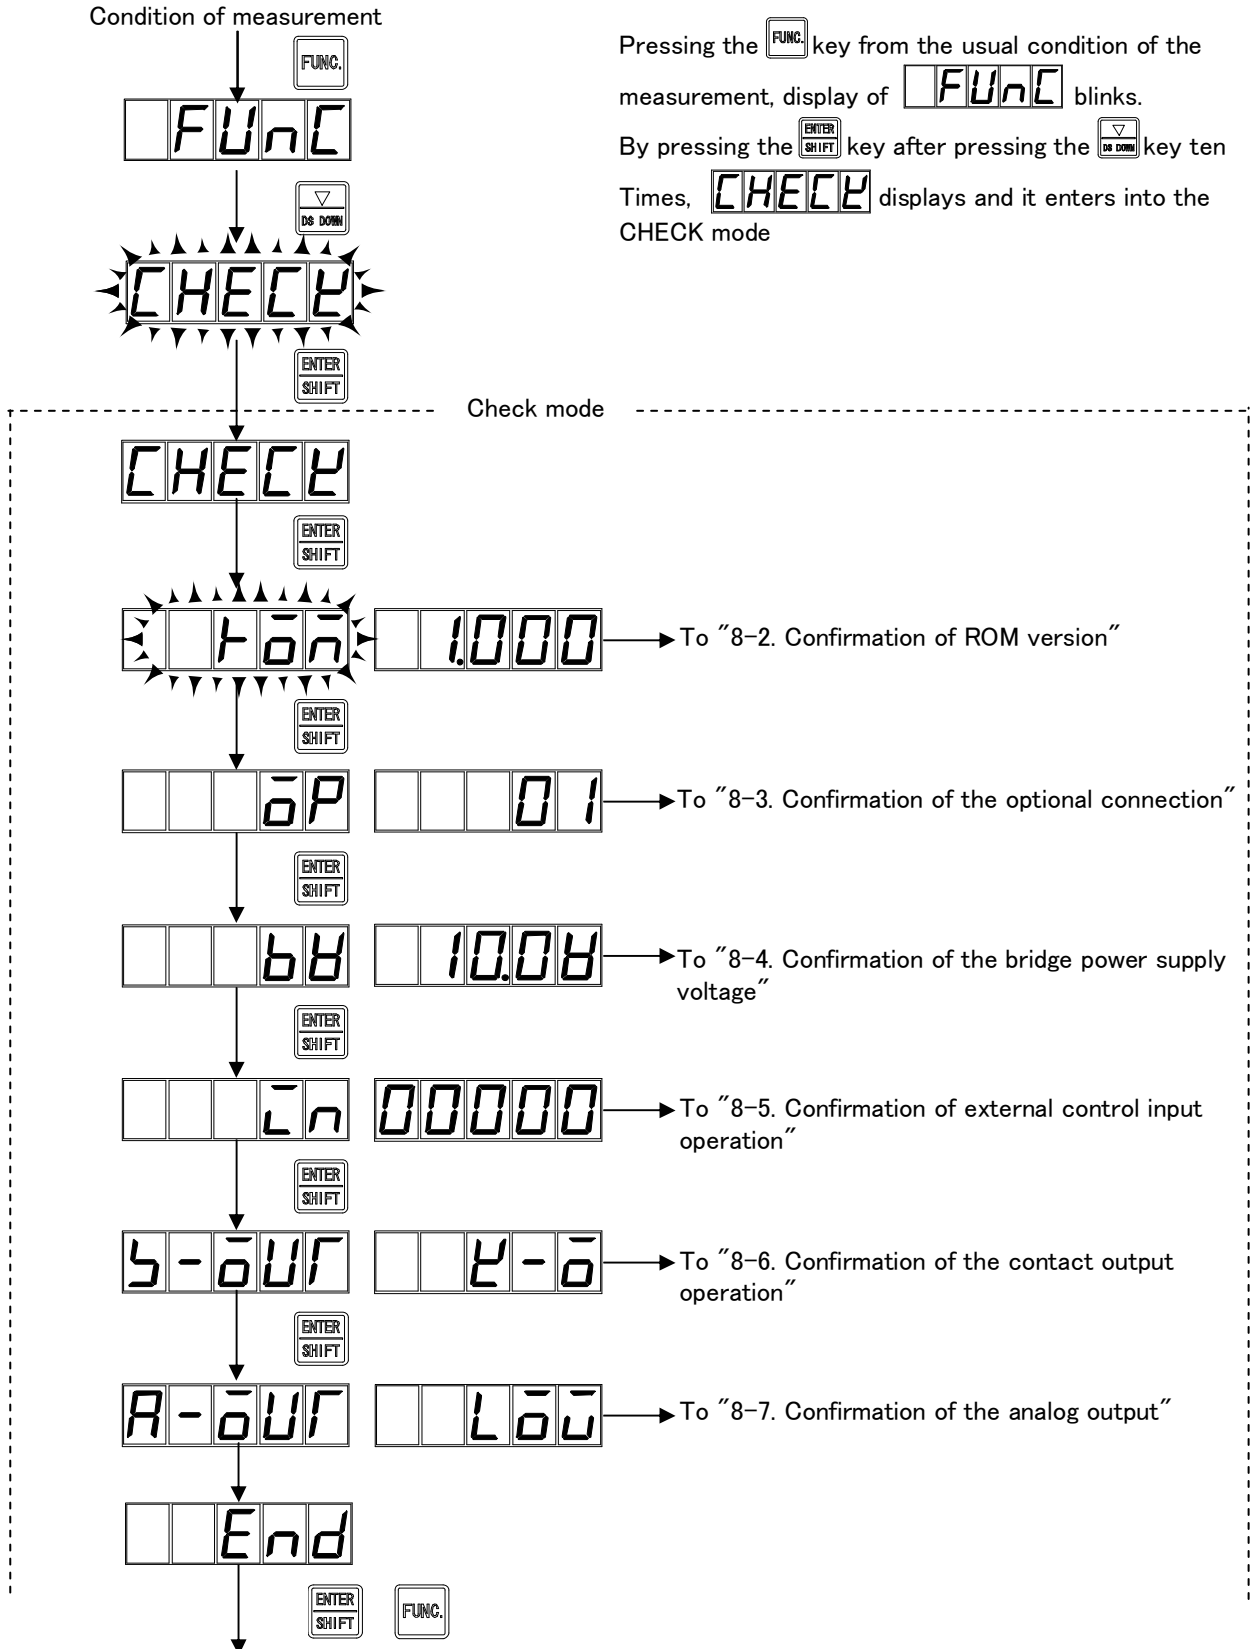 Condition of measurement
FUNC.
Pressing the FUNC. key from the usual condition of the
measurement, display of FUnC blinks.
By pressing the ENTER SHIFT key after pressing the ▽ DS DOWN key ten
Times, CHECK displays and it enters into the
CHECK mode
FUnC
▽
DS DOWN
CHECK
ENTER
SHIFT
Check mode
CHECK
ENTER
SHIFT
rom 1.000 To "8-2. Confirmation of ROM version"
ENTER
SHIFT
oP 01 To "8-3. Confirmation of the optional connection"
ENTER
SHIFT
bV 10.0V To "8-4. Confirmation of the bridge power supply
voltage"
ENTER
SHIFT
in 00000 To "8-5. Confirmation of external control input
operation"
ENTER
SHIFT
S-oUT K-o To "8-6. Confirmation of the contact output
operation"
ENTER
SHIFT
A-oUT Low To "8-7. Confirmation of the analog output"
End
ENTER
SHIFT
FUNC.